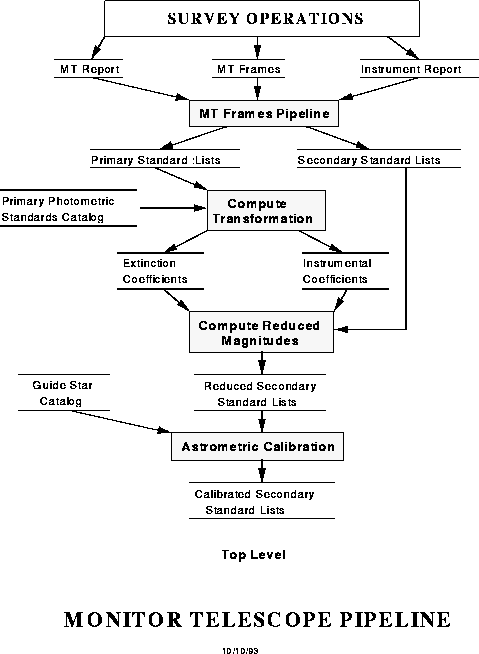 SURVEY OPERATIONS
MT Report
MT Frames
Instrument Report
MT Frames Pipeline
Primary Standard :Lists
Secondary Standard Lists
Primary Photometric
Standards Catalog
Compute
Transformation
Extinction
Coefficients
Instrumental
Coefficients
Compute Reduced
Magnitudes
Guide Star
Catalog
Reduced Secondary
Standard Lists
Astrometric Calibration
Calibrated Secondary
Standard Lists
Top Level
MONITOR TELESCOPE PIPELINE
10/10/93